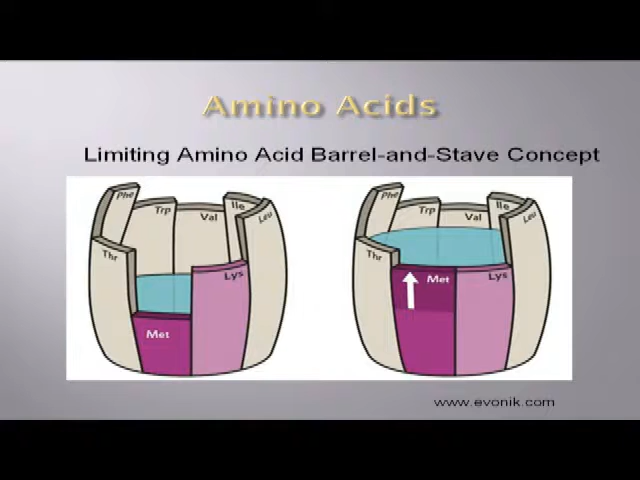 Amino Acids
Limiting Amino Acid Barrel-and-Stave Concept
Phe
Trp
Val
Ile
Leu
Thr
Lys
Met
Phe
Trp
Val
Ile
Leu
Thr
Met
Lys
www.evonik.com